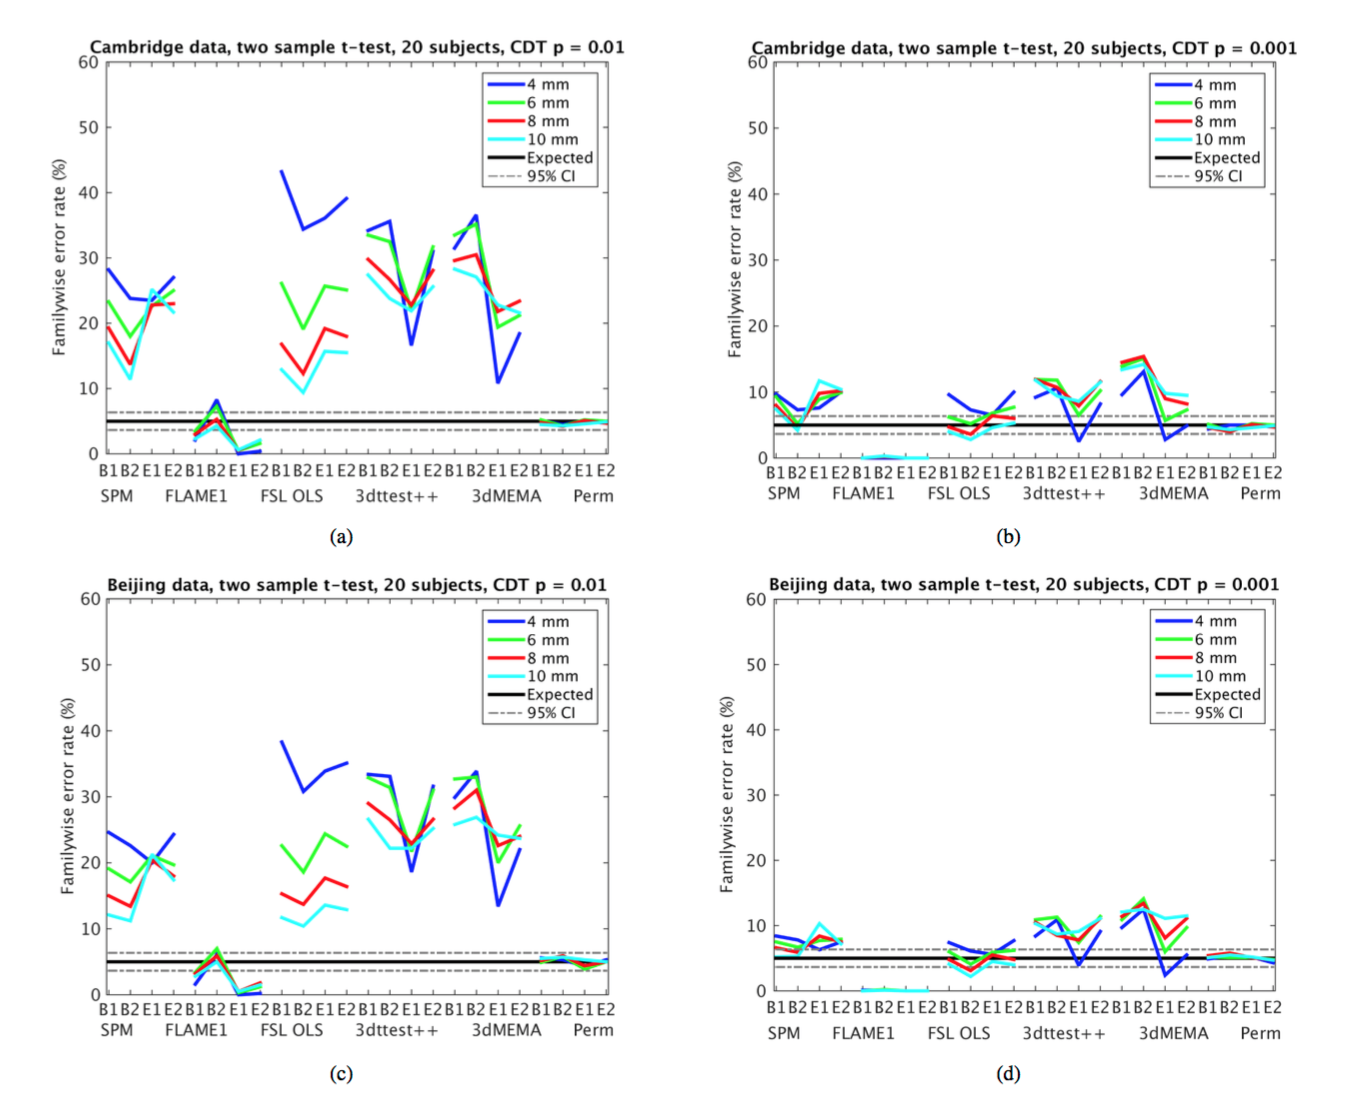 Cambridge data, two sample t-test, 20 subjects, CDT p = 0.01
60
50
40
30
20
10
0
Familywise error rate (%)
4 mm
6 mm
8 mm
10 mm
Expected
95% CI
B1 B2 E1 E2 B1 B2 E1 E2 B1 B2 E1 E2 B1 B2 E1 E2 B1 B2 E1 E2 B1 B2 E1 E2
SPM FLAME1 FSL OLS 3dttest++ 3dMEMA Perm
(a)
Cambridge data, two sample t-test, 20 subjects, CDT p = 0.001
60
50
40
30
20
10
0
Familywise error rate (%)
4 mm
6 mm
8 mm
10 mm
Expected
95% CI
B1 B2 E1 E2 B1 B2 E1 E2 B1 B2 E1 E2 B1 B2 E1 E2 B1 B2 E1 E2 B1 B2 E1 E2
SPM FLAME1 FSL OLS 3dttest++ 3dMEMA Perm
(b)
Beijing data, two sample t-test, 20 subjects, CDT p = 0.01
60
50
40
30
20
10
0
Familywise error rate (%)
4 mm
6 mm
8 mm
10 mm
Expected
95% CI
B1 B2 E1 E2 B1 B2 E1 E2 B1 B2 E1 E2 B1 B2 E1 E2 B1 B2 E1 E2 B1 B2 E1 E2
SPM FLAME1 FSL OLS 3dttest++ 3dMEMA Perm
(c)
Beijing data, two sample t-test, 20 subjects, CDT p = 0.001
60
50
40
30
20
10
0
Familywise error rate (%)
4 mm
6 mm
8 mm
10 mm
Expected
95% CI
B1 B2 E1 E2 B1 B2 E1 E2 B1 B2 E1 E2 B1 B2 E1 E2 B1 B2 E1 E2 B1 B2 E1 E2
SPM FLAME1 FSL OLS 3dttest++ 3dMEMA Perm
(d)